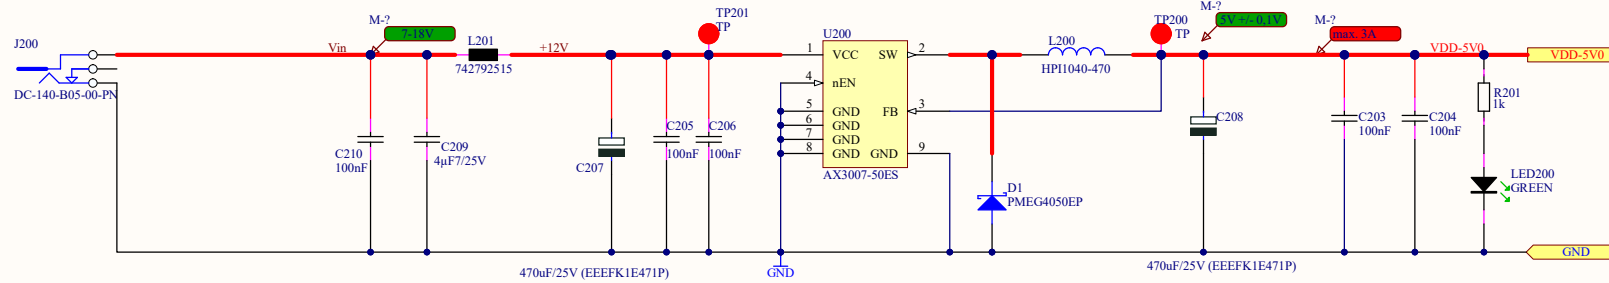 J200
DC-140-B05-00-PN
Vin
M-?
7-18V
L201
742792515
+12V
C210
100nF
C209
4µF7/25V
C207
470uF/25V (EEEFK1E471P)
C205
100nF
C206
100nF
TP201
TP
U200
1 VCC SW 2
4 nEN
5 GND FB 3
6 GND
7 GND
8 GND GND 9
AX3007-50ES
GND
D1
PMEG4050EP
L200
HPI1040-470
TP200
TP
M-?
5V +/- 0,1V
M-?
max. 3A
C208
470uF/25V (EEEFK1E471P)
C203
100nF
C204
100nF
VDD-5V0
VDD-5V0
R201
1k
LED200
GREEN
GND